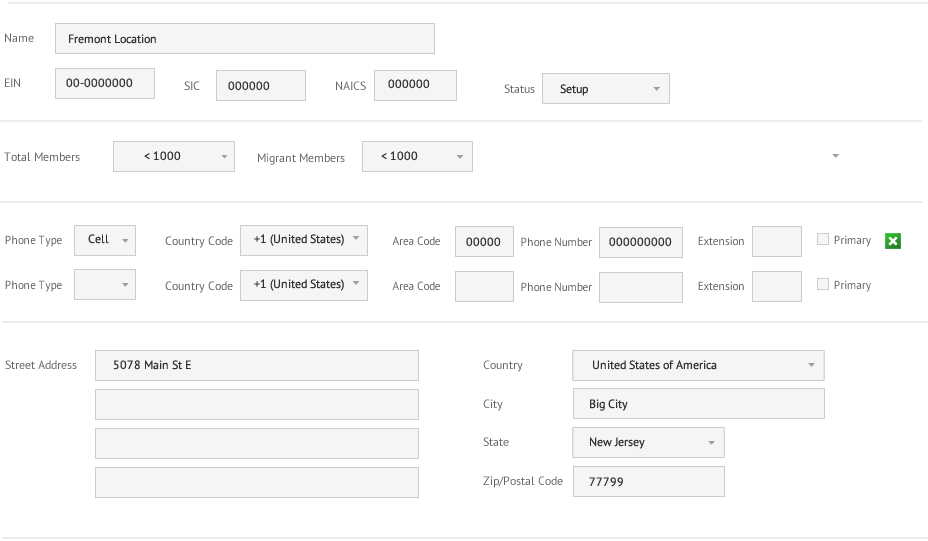 Name Fremont Location
EIN 00-0000000 SIC 000000 NAICS 000000 Status Setup
Total Members < 1000 Migrant Members < 1000
Phone Type Cell Country Code +1 (United States) Area Code 00000 Phone Number 000000000 Extension Primary
Phone Type Country Code +1 (United States) Area Code Phone Number Extension Primary
Street Address 5078 Main St E Country United States of America
City Big City
State New Jersey
Zip/Postal Code 77799